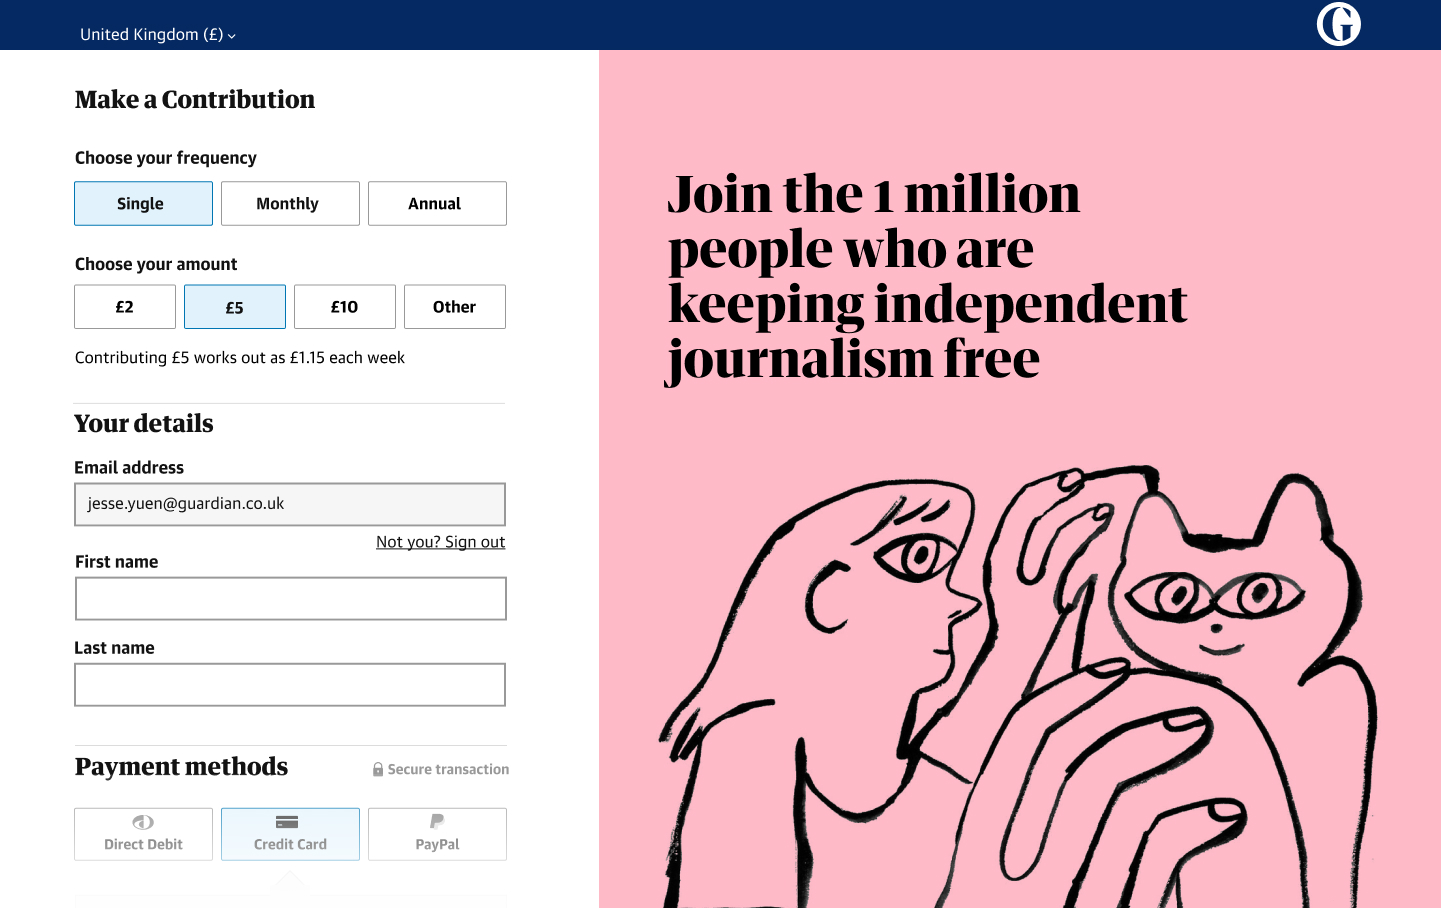 United Kingdom (£)
G
Make a Contribution
Choose your frequency
Single Monthly Annual
Choose your amount
£2 £5 £10 Other
Contributing £5 works out as £1.15 each week
Your details
Email address
jesse.yuen@guardian.co.uk
Not you? Sign out
First name
Last name
Payment methods
Secure transaction
Direct Debit Credit Card PayPal
Join the 1 million
people who are
keeping independent
journalism free